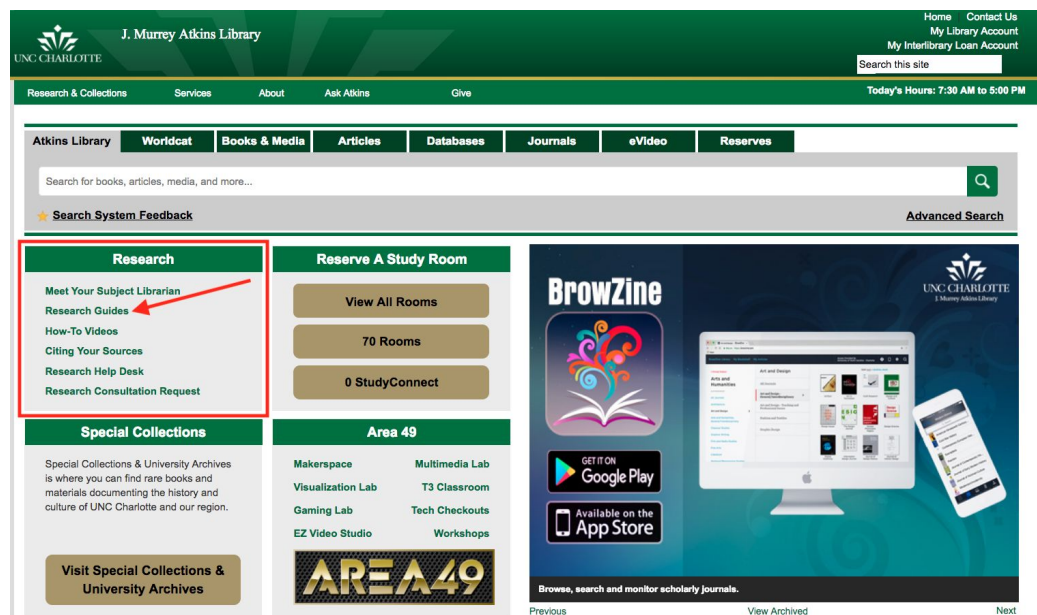 Home Contact Us
J. Murrey Atkins Library
My Library Account
My Interlibrary Loan Account
UNC CHARLOTTE
Search this site
Research & Collections Services About Ask Atkins Give Today's Hours: 7:30 AM to 5:00 PM
Atkins Library Worldcat Books & Media Articles Databases Journals eVideo Reserves
Search for books, articles, media, and more...
Search System Feedback Advanced Search
Research
Meet Your Subject Librarian
Research Guides
How-To Videos
Citing Your Sources
Research Help Desk
Research Consultation Request
Reserve A Study Room
View All Rooms
70 Rooms
0 StudyConnect
BrowZine
UNC CHARLOTTE
J. Murrey Atkins Library
Arts and Humanities
Art and Design
GET IT ON
Google Play
Available on the
App Store
Browse, search and monitor scholarly journals.
Previous View Archived Next
Special Collections
Special Collections & University Archives
is where you can find rare books and
materials documenting the history and
culture of UNC Charlotte and our region.
Visit Special Collections &
University Archives
Area 49
Makerspace Multimedia Lab
Visualization Lab T3 Classroom
Gaming Lab Tech Checkouts
EZ Video Studio Workshops
AREA49